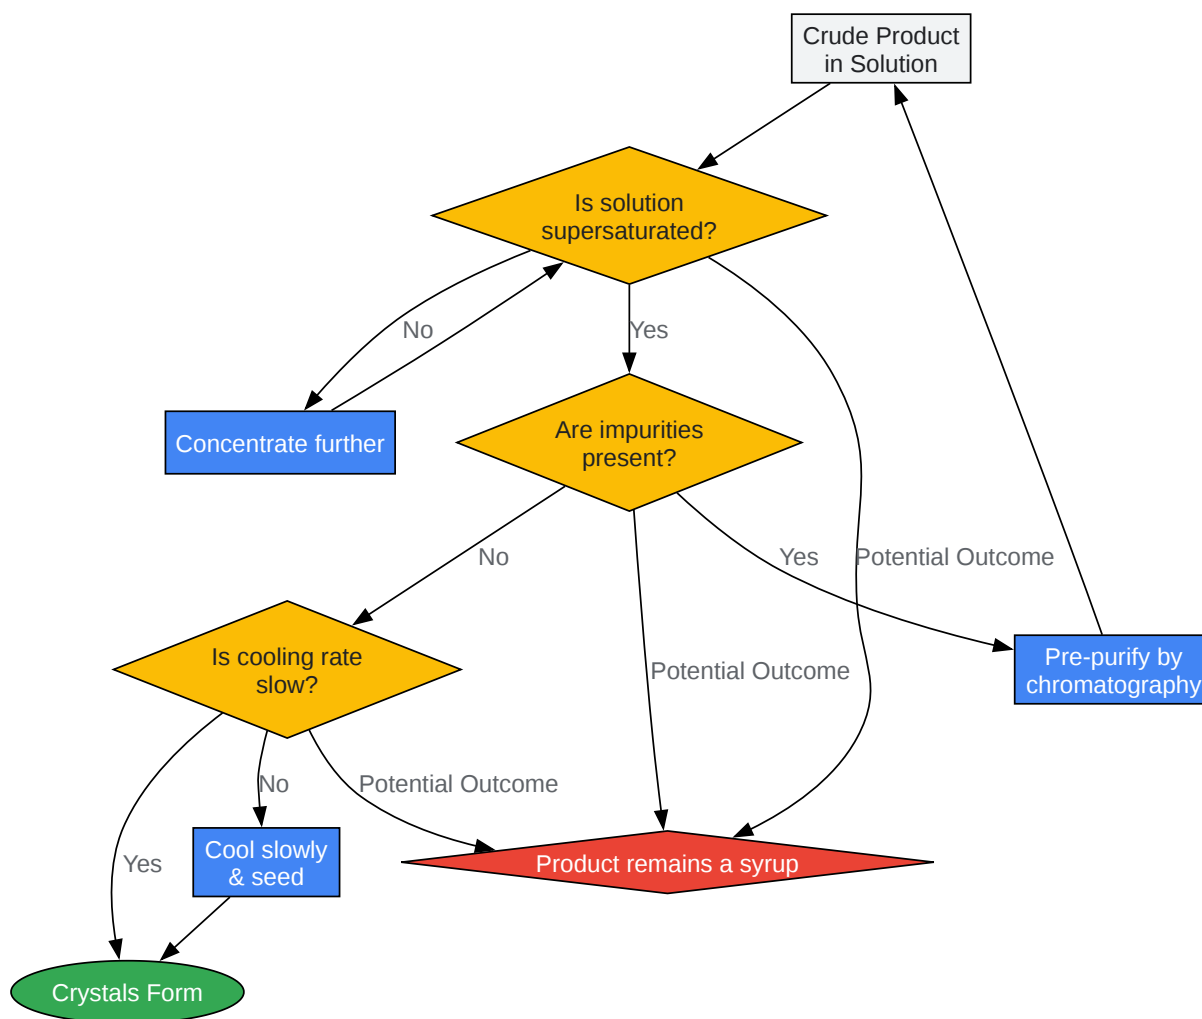 Crude Product
in Solution
Is solution
supersaturated?
No
Yes
Concentrate further
Are impurities
present?
No
Yes
Potential Outcome
Is cooling rate
slow?
Potential Outcome
Pre-purify by
chromatography
No
Potential Outcome
Yes
Cool slowly
& seed
Product remains a syrup
Crystals Form